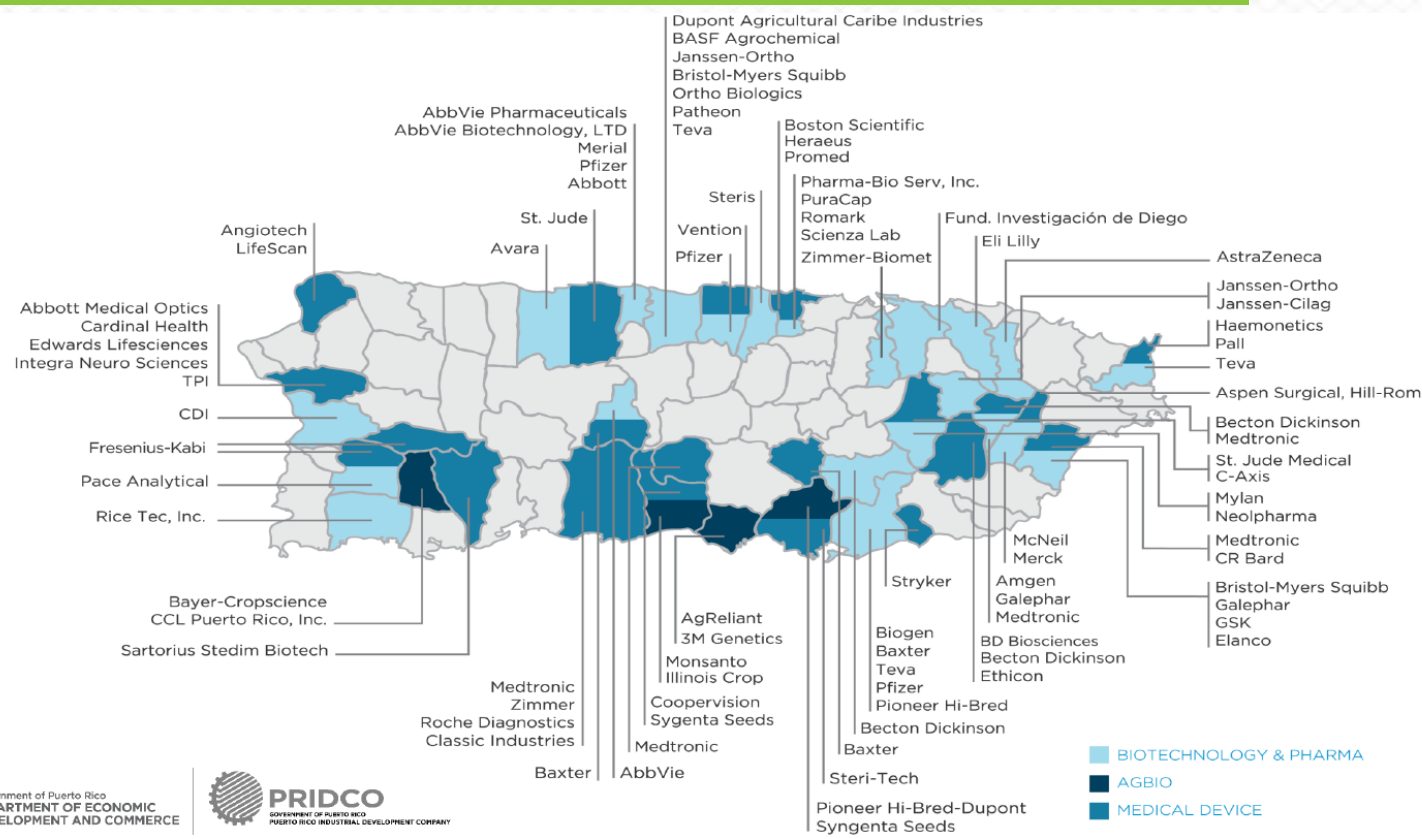 Dupont Agricultural Caribe Industries
BASF Agrochemical
Janssen-Ortho
Bristol-Myers Squibb
Ortho Biologics
Patheon
Teva
AbbVie Pharmaceuticals
AbbVie Biotechnology, LTD
Merial
Pfizer
Abbott
Boston Scientific
Heraeus
Promed
Steris
Pharma-Bio Serv, Inc.
PuraCap
Romark
Scienza Lab
Zimmer-Biomet
Angiotech
LifeScan
St. Jude
Avara
Vention
Pfizer
Fund. Investigación de Diego
Eli Lilly
AstraZeneca
Janssen-Ortho
Janssen-Cilag
Haemonetics
Pall
Teva
Abbott Medical Optics
Cardinal Health
Edwards Lifesciences
Integra Neuro Sciences
TPI
CDI
Fresenius-Kabi
Pace Analytical
Rice Tec, Inc.
Aspen Surgical, Hill-Rom
Becton Dickinson
Medtronic
St. Jude Medical
C-Axis
Mylan
Neolpharma
Medtronic
CR Bard
Bristol-Myers Squibb
Galephar
GSK
Elanco
McNeil
Merck
Amgen
Galephar
Medtronic
BD Biosciences
Becton Dickinson
Ethicon
Stryker
Bayer-Cropscience
CCL Puerto Rico, Inc.
Sartorius Stedim Biotech
AgReliant
3M Genetics
Monsanto
Illinois Crop
Coopervision
Sygenta Seeds
Medtronic
Biogen
Baxter
Teva
Pfizer
Pioneer Hi-Bred
Becton Dickinson
Baxter
Steri-Tech
Pioneer Hi-Bred-Dupont
Syngenta Seeds
Medtronic
Zimmer
Roche Diagnostics
Classic Industries
Baxter
AbbVie
BIOTECHNOLOGY & PHARMA
AGBIO
MEDICAL DEVICE
nment of Puerto Rico
ARTMENT OF ECONOMIC
ELOPMENT AND COMMERCE
PRIDCO
GOVERNMENT OF PUERTO RICO
PUERTO RICO INDUSTRIAL DEVELOPMENT COMPANY